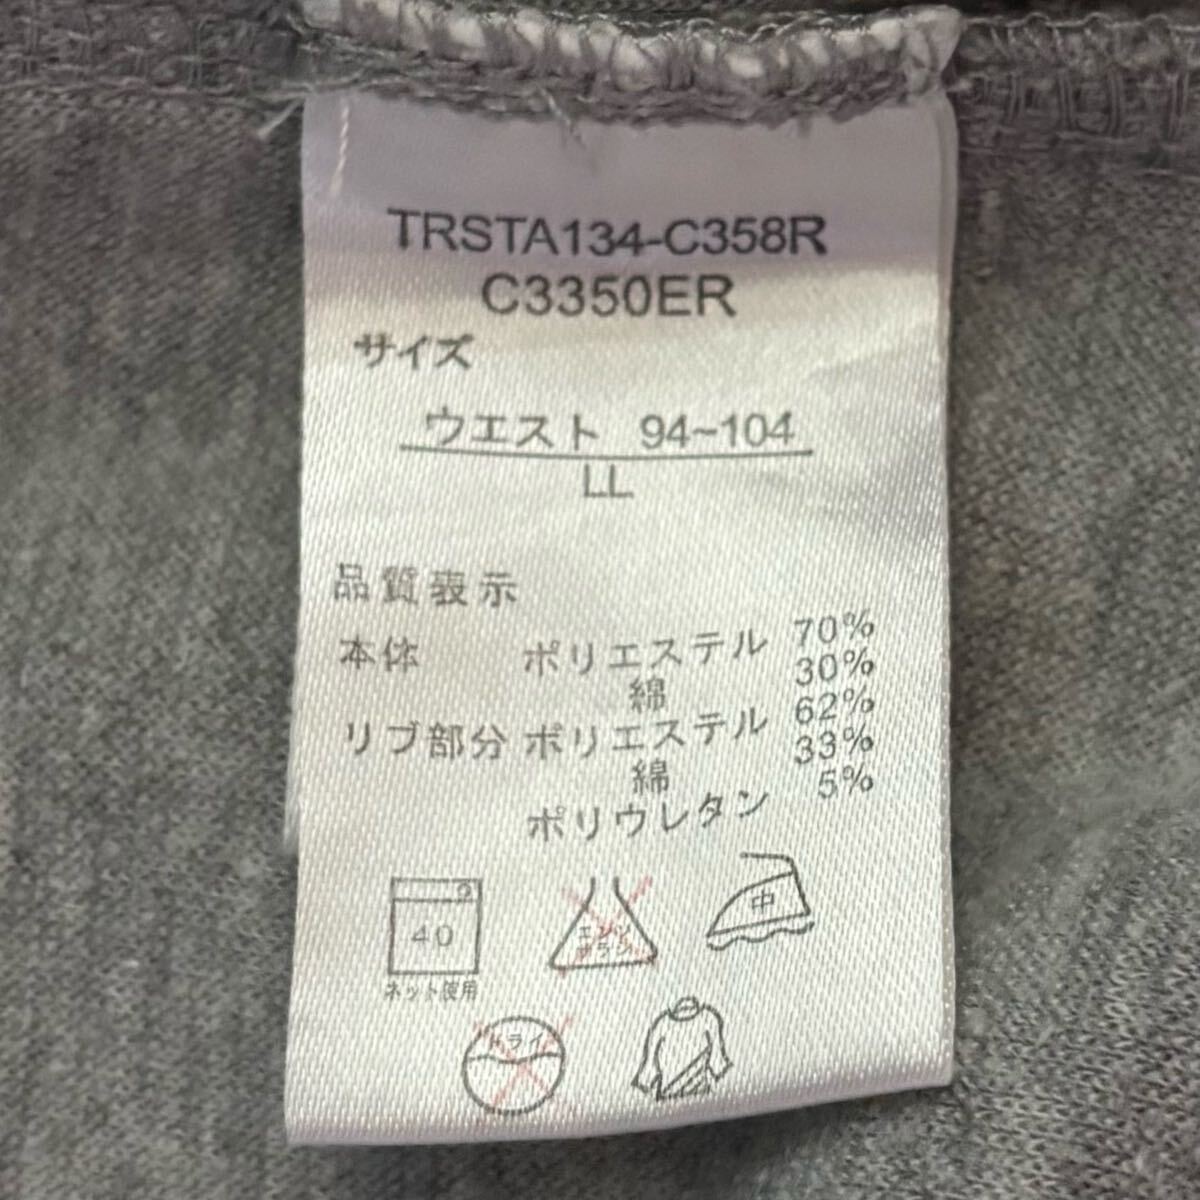 TRSTA134-C358R
C3350ER
サイズ
ウエスト 94~104
LL
品質表示
本体 ポリエステル 70%
綿 30%
リブ部分 ポリエステル 62%
綿 33%
ポリウレタン 5%
40
ネット使用
エンソ
サラシ
中
ドライ